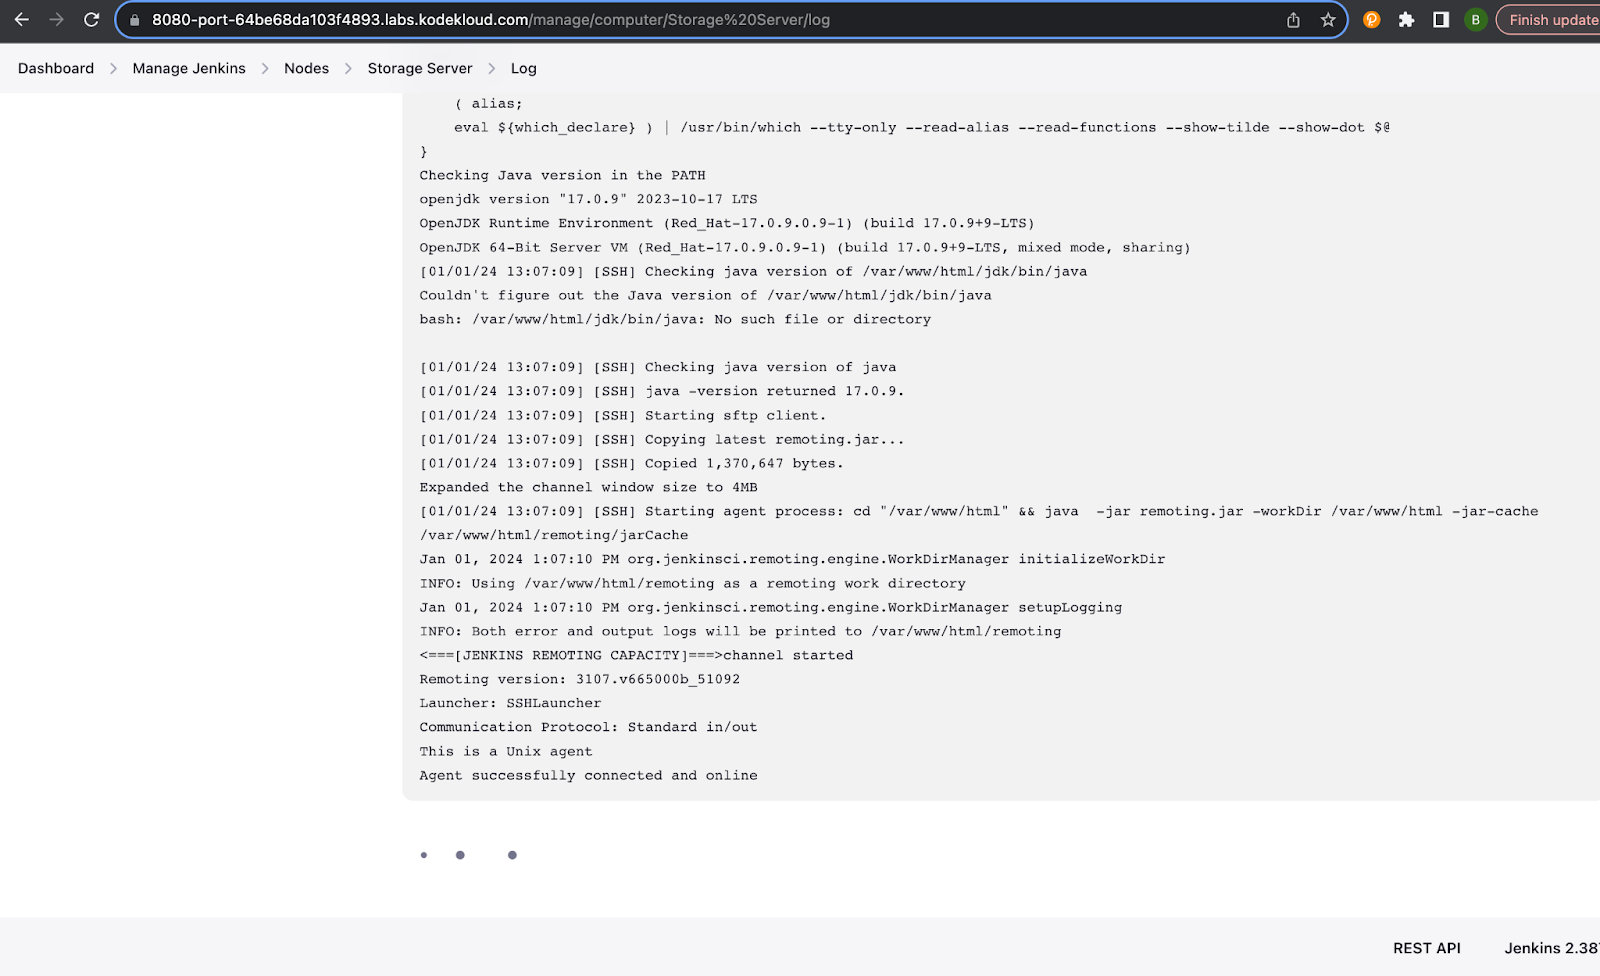 8080-port-64be68da103f4893.labs.kodekloud.com/manage/computer/Storage%20Server/log
B
Finish update
Dashboard > Manage Jenkins > Nodes > Storage Server > Log
( alias;
eval ${which_declare} ) | /usr/bin/which --tty-only --read-alias --read-functions --show-tilde --show-dot $@
}
Checking Java version in the PATH
openjdk version "17.0.9" 2023-10-17 LTS
OpenJDK Runtime Environment (Red_Hat-17.0.9.0.9-1) (build 17.0.9+9-LTS)
OpenJDK 64-Bit Server VM (Red_Hat-17.0.9.0.9-1) (build 17.0.9+9-LTS, mixed mode, sharing)
[01/01/24 13:07:09] [SSH] Checking java version of /var/www/html/jdk/bin/java
Couldn't figure out the Java version of /var/www/html/jdk/bin/java
bash: /var/www/html/jdk/bin/java: No such file or directory
[01/01/24 13:07:09] [SSH] Checking java version of java
[01/01/24 13:07:09] [SSH] java -version returned 17.0.9.
[01/01/24 13:07:09] [SSH] Starting sftp client.
[01/01/24 13:07:09] [SSH] Copying latest remoting.jar...
[01/01/24 13:07:09] [SSH] Copied 1,370,647 bytes.
Expanded the channel window size to 4MB
[01/01/24 13:07:09] [SSH] Starting agent process: cd "/var/www/html" && java  -jar remoting.jar -workDir /var/www/html -jar-cache
/var/www/html/remoting/jarCache
Jan 01, 2024 1:07:10 PM org.jenkinsci.remoting.engine.WorkDirManager initializeWorkDir
INFO: Using /var/www/html/remoting as a remoting work directory
Jan 01, 2024 1:07:10 PM org.jenkinsci.remoting.engine.WorkDirManager setupLogging
INFO: Both error and output logs will be printed to /var/www/html/remoting
<===[JENKINS REMOTING CAPACITY]===>channel started
Remoting version: 3107.v665000b_51092
Launcher: SSHLauncher
Communication Protocol: Standard in/out
This is a Unix agent
Agent successfully connected and online
REST API
Jenkins 2.38